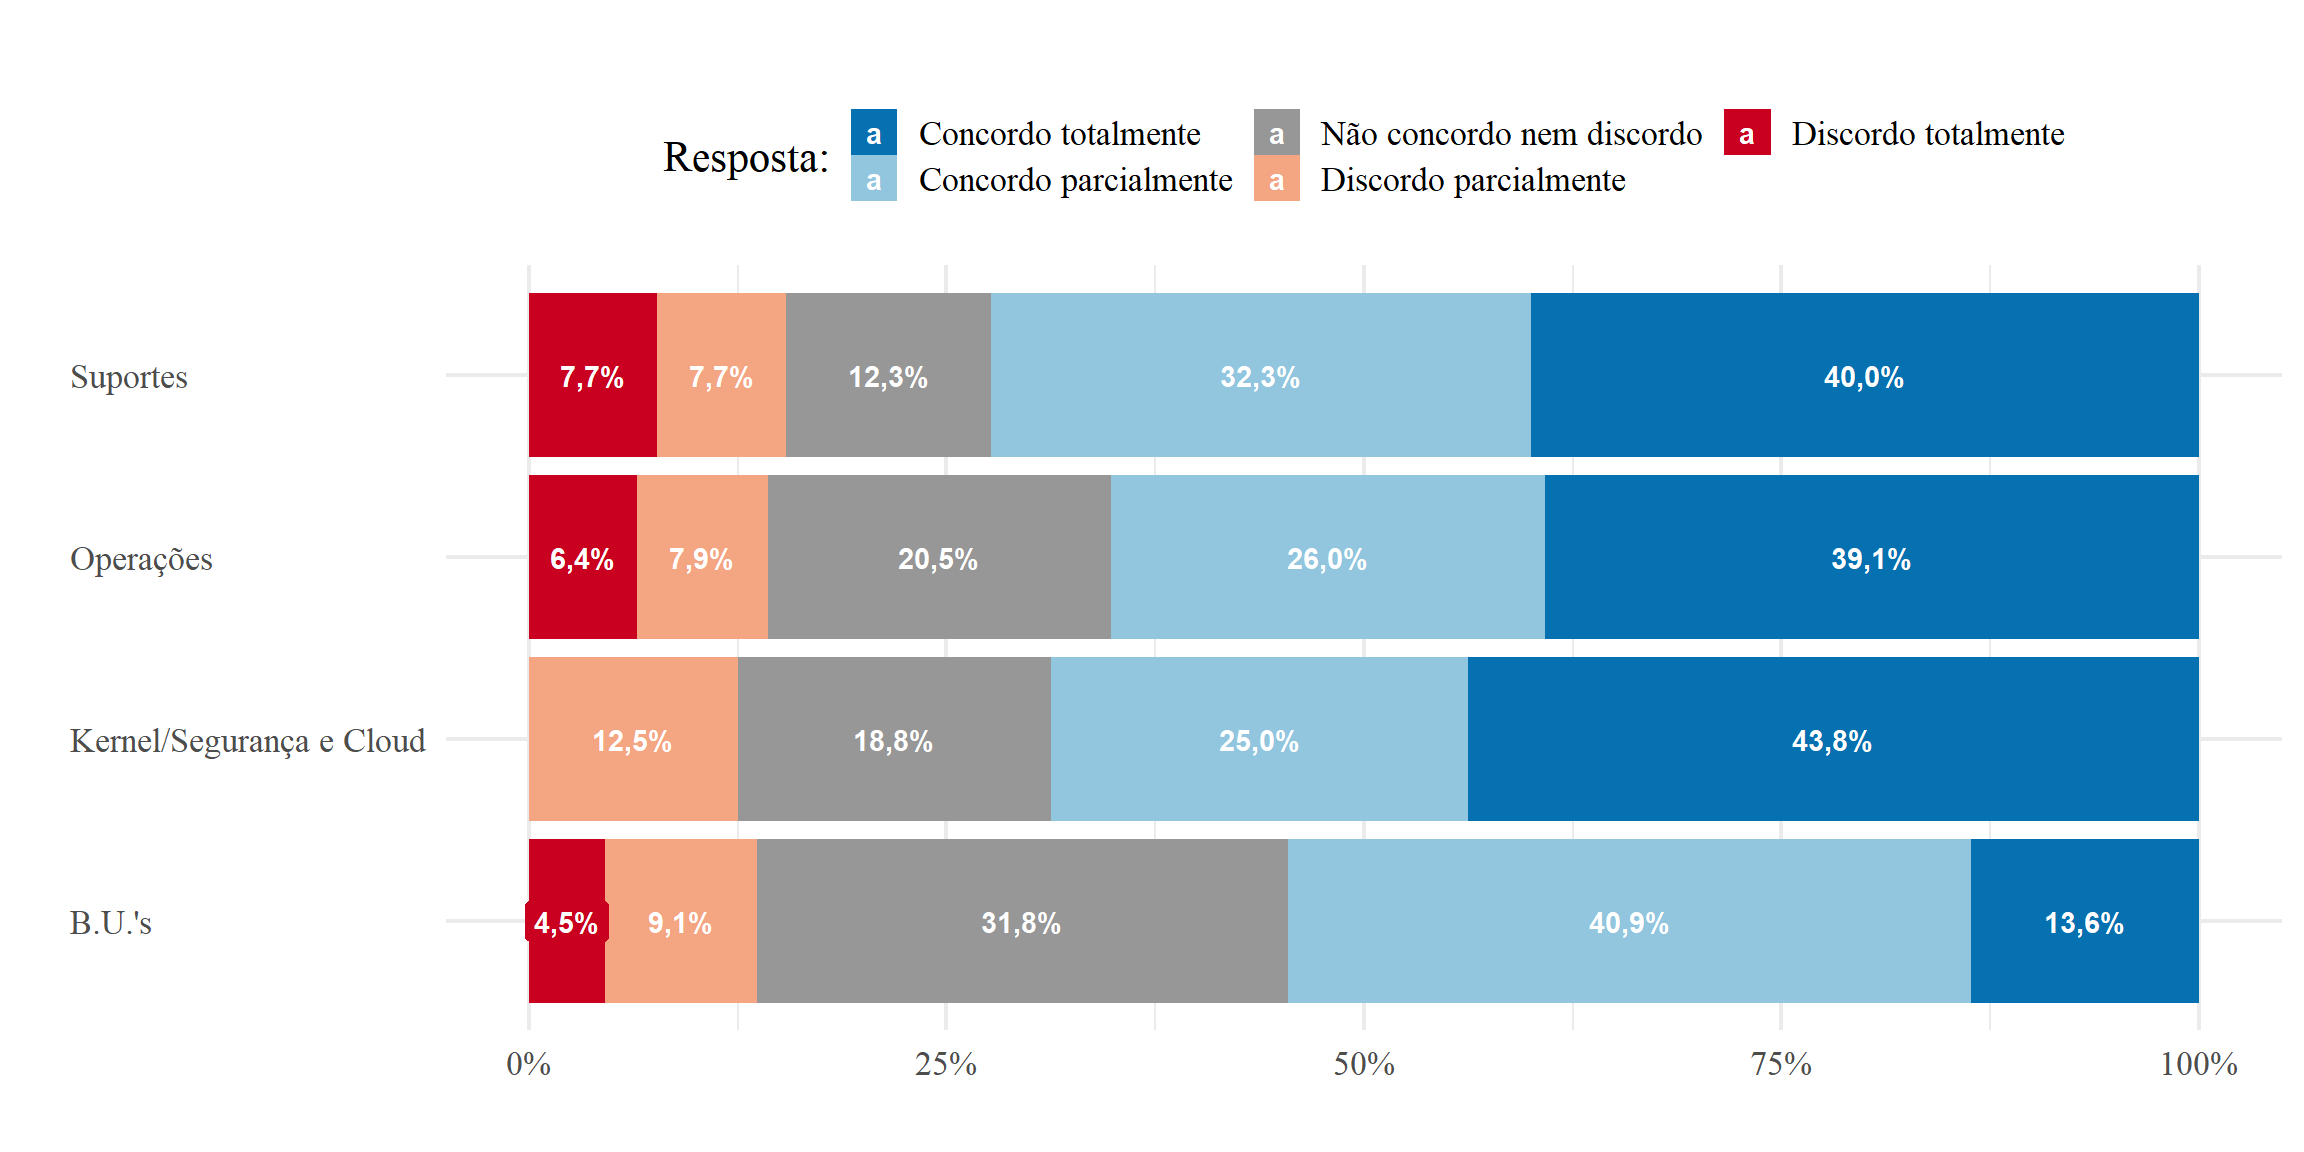 Resposta:
a Concordo totalmente a Não concordo nem discordo a Discordo totalmente
a Concordo parcialmente a Discordo parcialmente
Suportes 7,7% 7,7% 12,3% 32,3% 40,0%
Operações 6,4% 7,9% 20,5% 26,0% 39,1%
Kernel/Segurança e Cloud 12,5% 18,8% 25,0% 43,8%
B.U.'s 4,5% 9,1% 31,8% 40,9% 13,6%
0% 25% 50% 75% 100%